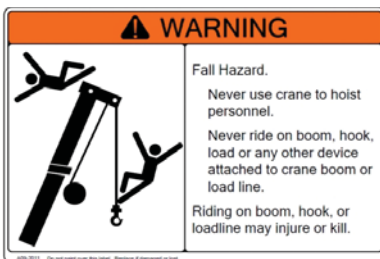 WARNING
Fall Hazard.
Never use crane to hoist
personnel.
Never ride on boom, hook,
load or any other device
attached to crane boom or
load line.
Riding on boom, hook, or
loadline may injure or kill.